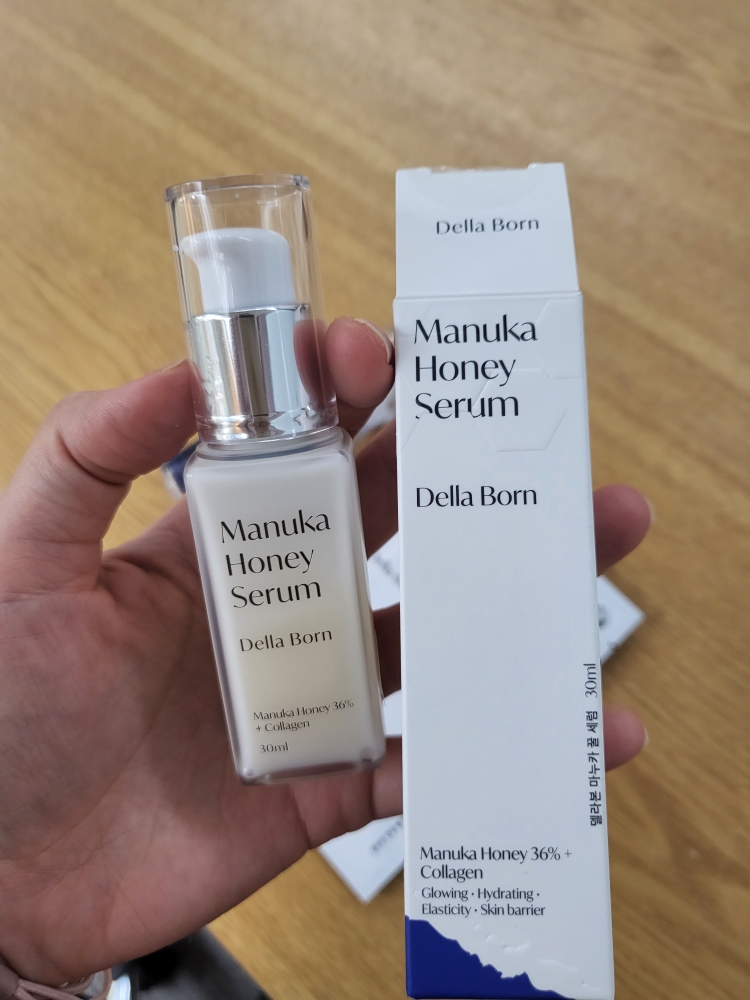 Manuka
Honey
Serum
Della Born
Manuka Honey 36%
+ Collagen
30ml
Della Born
Manuka
Honey
Serum
Della Born
델라본 마누카 꿀 세럼 30ml
Manuka Honey 36% +
Collagen
Glowing · Hydrating ·
Elasticity · Skin barrier